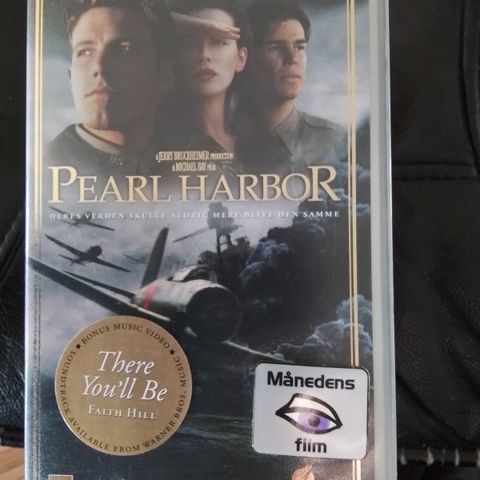 A JERRY BRUCKHEIMER PRODUCTION
A MICHAEL BAY FILM
PEARL HARBOR
DERES VERDEN SKULLE ALDRIG MERE BLIVE DEN SAMME
BONUS MUSIC VIDEO
There
You'll Be
FAITH HILL
SOUNDTRACK AVAILABLE FROM WARNER BROS. MUSIC
Månedens
film